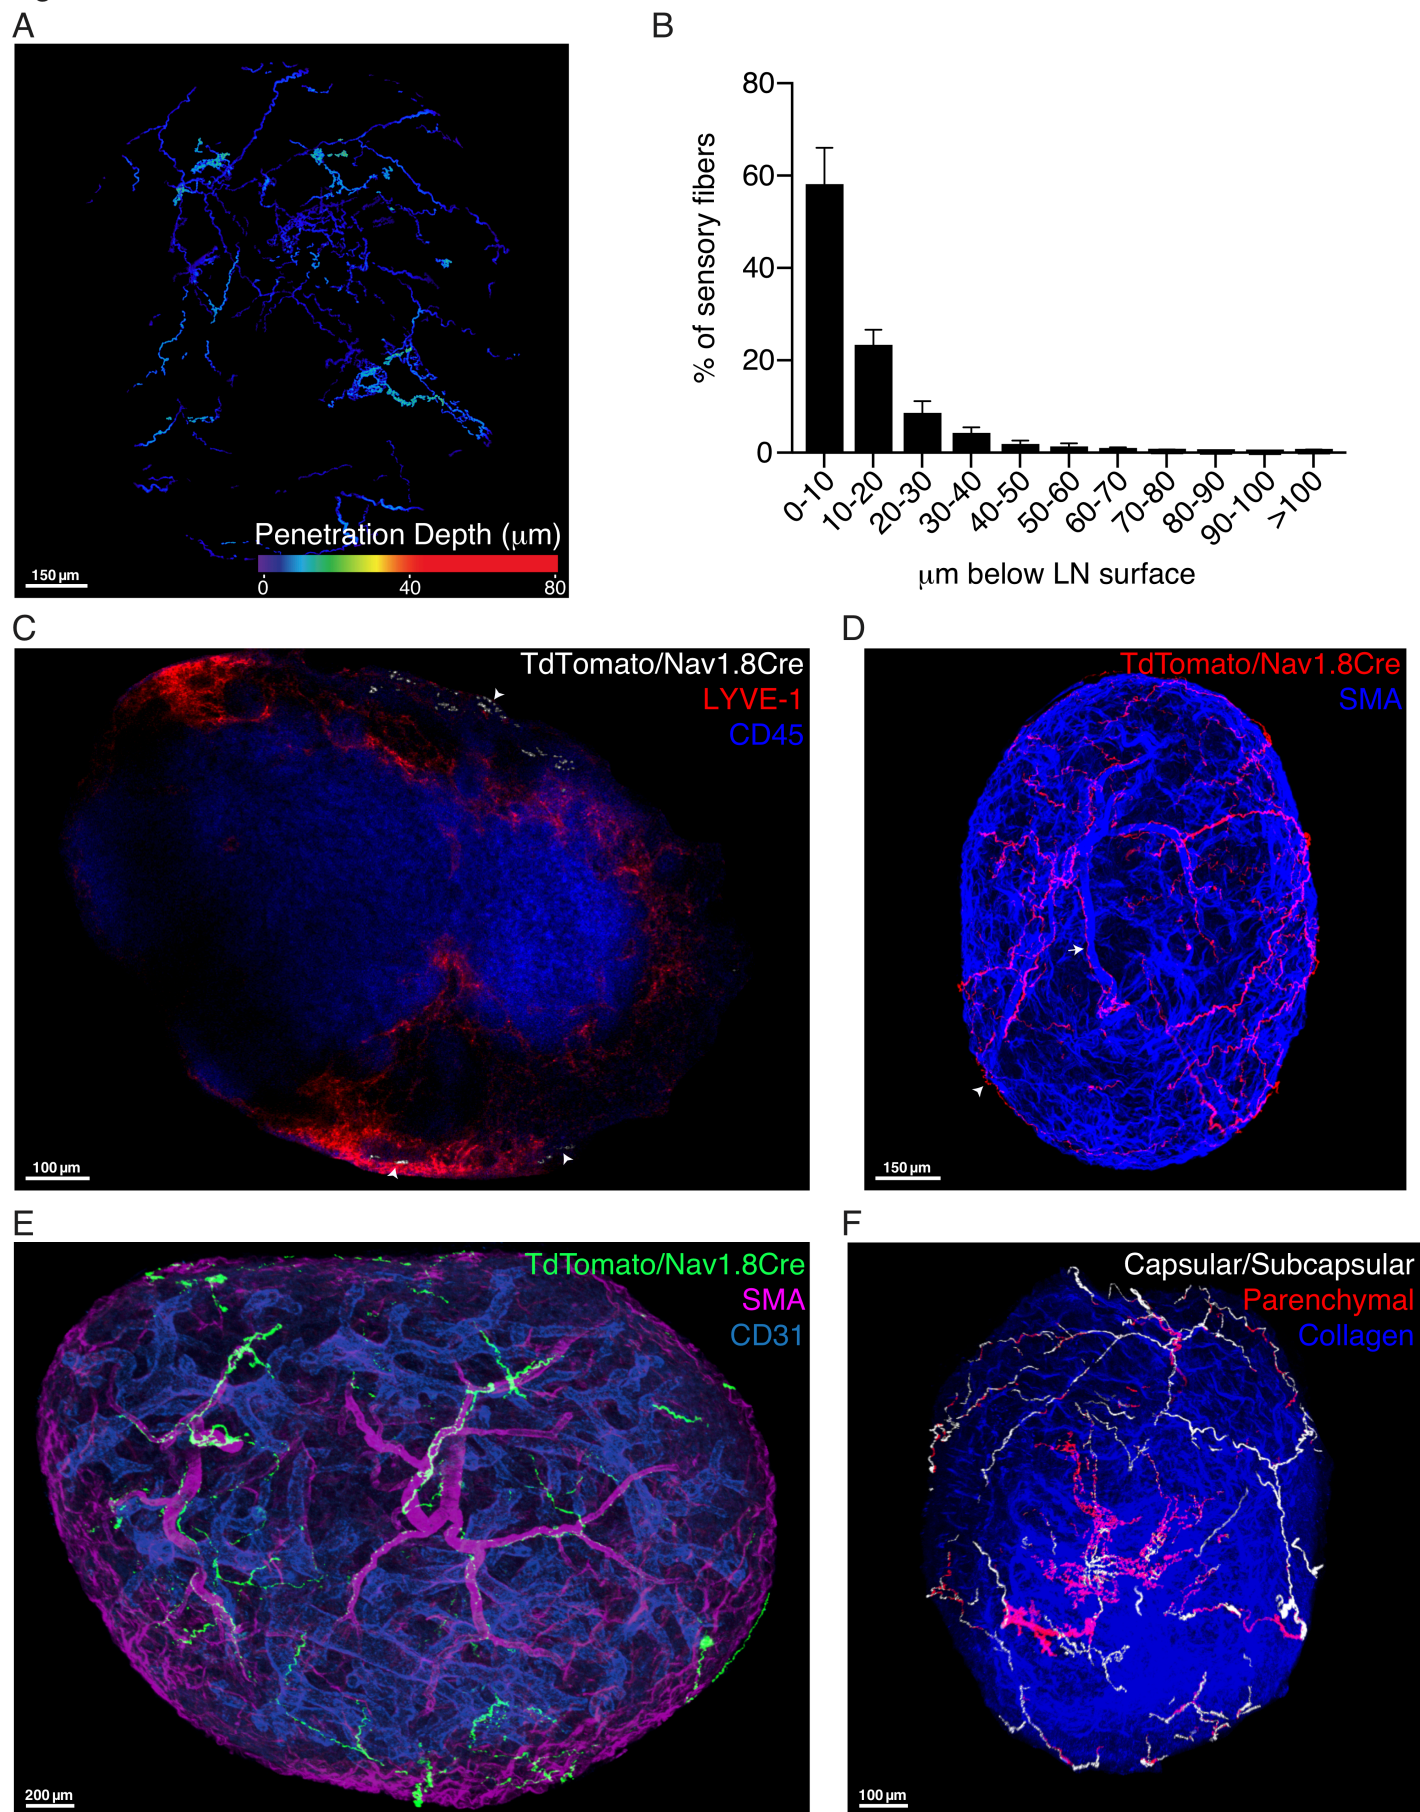 A
Penetration Depth (μm)
0 40 80
150 μm
B
% of sensory fibers
80
60
40
20
0
0-10
10-20
20-30
30-40
40-50
50-60
60-70
70-80
80-90
90-100
>100
μm below LN surface
C
TdTomato/Nav1.8Cre
LYVE-1
CD45
100 μm
D
TdTomato/Nav1.8Cre
SMA
150 μm
E
TdTomato/Nav1.8Cre
SMA
CD31
200 μm
F
Capsular/Subcapsular
Parenchymal
Collagen
100 μm